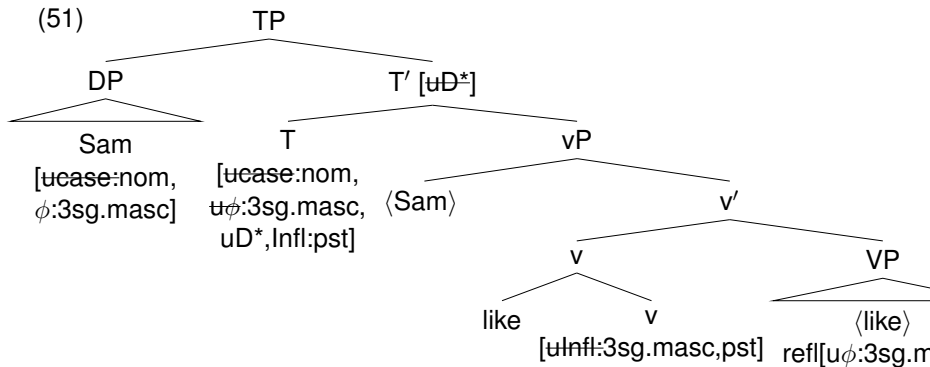 (51)
TP
DP
T′ [uD*]
Sam
[ucase:nom,
ϕ:3sg.masc]
T
[ucase:nom,
uϕ:3sg.masc,
uD*,Infl:pst]
vP
⟨Sam⟩
v′
v
VP
like
v
[uInfl:3sg.masc,pst]
⟨like⟩
refl[uϕ:3sg.m